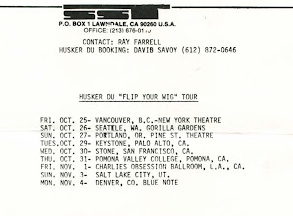 SST
P.O. BOX 1 LAWNDALE, CA 90260 U.S.A.
OFFICE: (213) 676-01
CONTACT: RAY FARRELL
HUSKER DU BOOKING: DAVID SAVOY (612) 872-0646
HUSKER DU "FLIP YOUR WIG" TOUR
FRI. OCT. 25- VANCOUVER, B.C.-NEW YORK THEATRE
SAT. OCT. 26- SEATTLE, WA. GORILLA GARDENS
SUN. OCT. 27- PORTLAND, OR. PINE ST. THEATRE
TUES.OCT. 29- KEYSTONE, PALO ALTO, CA.
WED. OCT. 30- STONE, SAN FRANCISCO, CA.
THU. OCT. 31- POMONA VALLEY COLLEGE, POMONA, CA.
FRI. NOV. 1- CHARLIES OBSESSION BALLROOM, L.A., CA.
SUN. NOV. 3- SALT LAKE CITY, UT.
MON. NOV. 4- DENVER, CO. BLUE NOTE